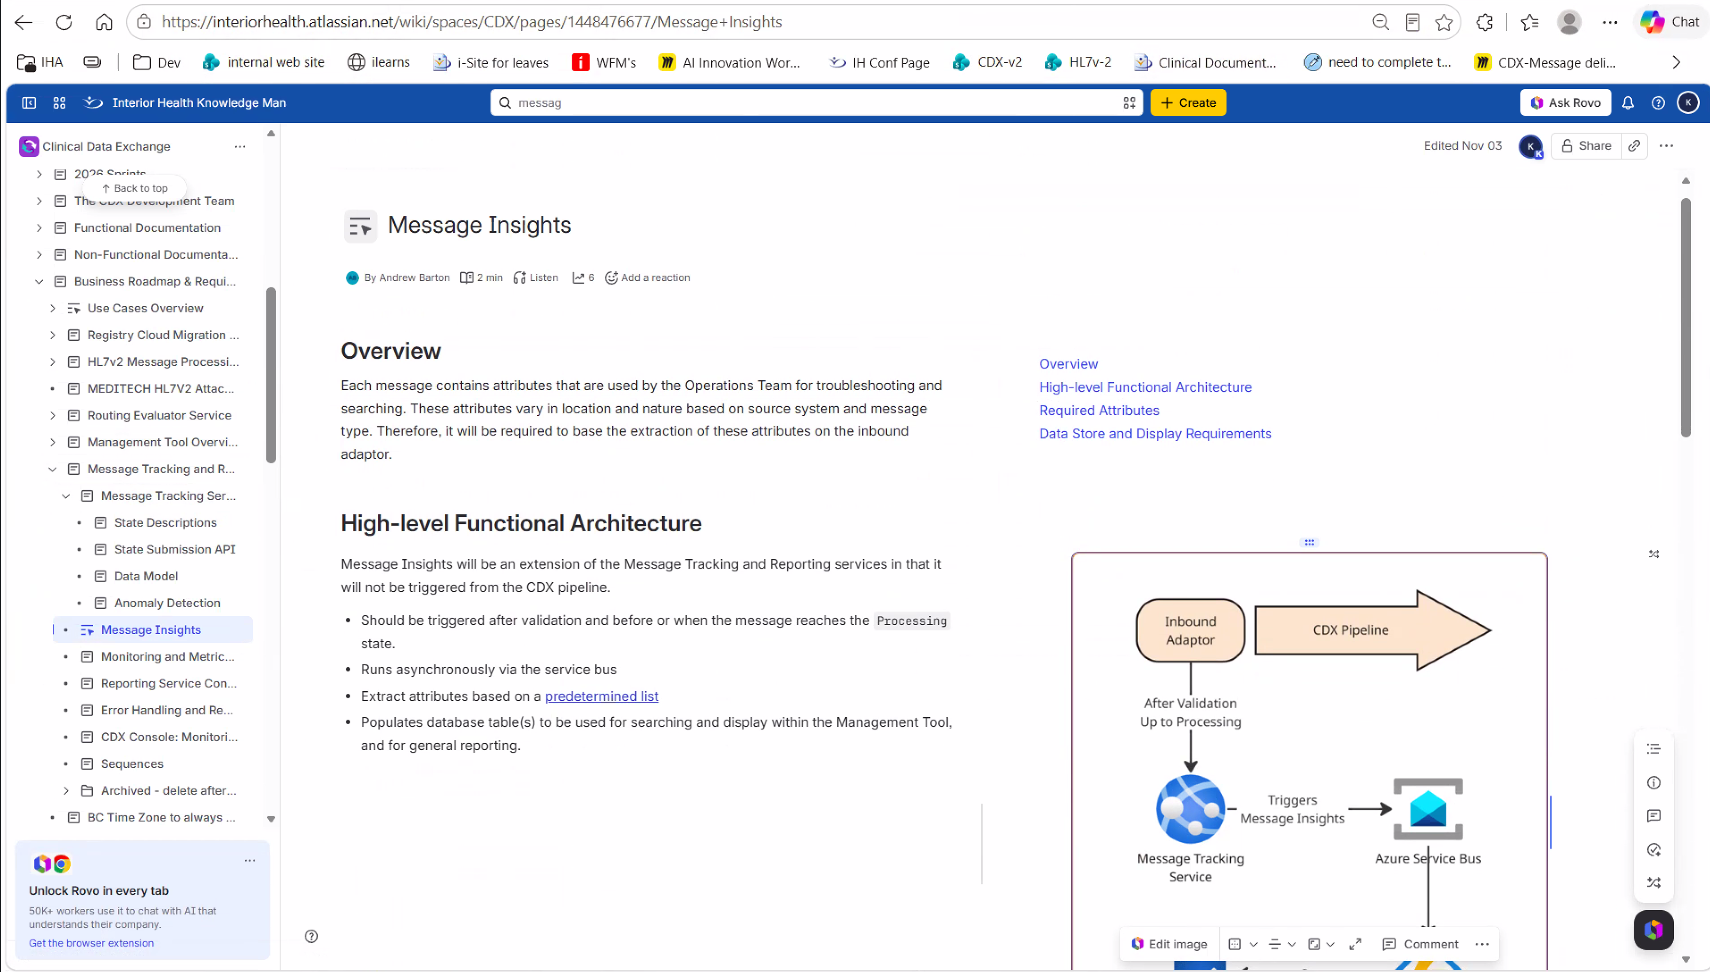 https://interiorhealth.atlassian.net/wiki/spaces/CDX/pages/1448476677/Message+Insights
Chat
IHA
Dev
internal web site
ilearns
i-Site for leaves
WFM's
AI Innovation Wor...
IH Conf Page
CDX-v2
HL7v-2
Clinical Document...
need to complete t...
CDX-Message deli...
Interior Health Knowledge Man
messag
Create
Ask Rovo
K
Clinical Data Exchange
2026 Sprints
Back to top
The CDX Development Team
Functional Documentation
Non-Functional Documenta...
Business Roadmap & Requi...
Use Cases Overview
Registry Cloud Migration ...
HL7v2 Message Processi...
MEDITECH HL7V2 Attac...
Routing Evaluator Service
Management Tool Overvi...
Message Tracking and R...
Message Tracking Ser...
State Descriptions
State Submission API
Data Model
Anomaly Detection
Message Insights
Monitoring and Metric...
Reporting Service Con...
Error Handling and Re...
CDX Console: Monitori...
Sequences
Archived - delete after...
BC Time Zone to always ...
Unlock Rovo in every tab
50K+ workers use it to chat with AI that
understands their company.
Get the browser extension
Edited Nov 03
K
K
Share
Message Insights
By Andrew Barton
2 min
Listen
6
Add a reaction
Overview
Each message contains attributes that are used by the Operations Team for troubleshooting and
searching. These attributes vary in location and nature based on source system and message
type. Therefore, it will be required to base the extraction of these attributes on the inbound
adaptor.
Overview
High-level Functional Architecture
Required Attributes
Data Store and Display Requirements
High-level Functional Architecture
Message Insights will be an extension of the Message Tracking and Reporting services in that it
will not be triggered from the CDX pipeline.
• Should be triggered after validation and before or when the message reaches the Processing
state.
• Runs asynchronously via the service bus
• Extract attributes based on a predetermined list
• Populates database table(s) to be used for searching and display within the Management Tool,
and for general reporting.
Inbound
Adaptor
CDX Pipeline
After Validation
Up to Processing
Triggers
Message Insights
Message Tracking
Service
Azure Service Bus
Edit image
Comment